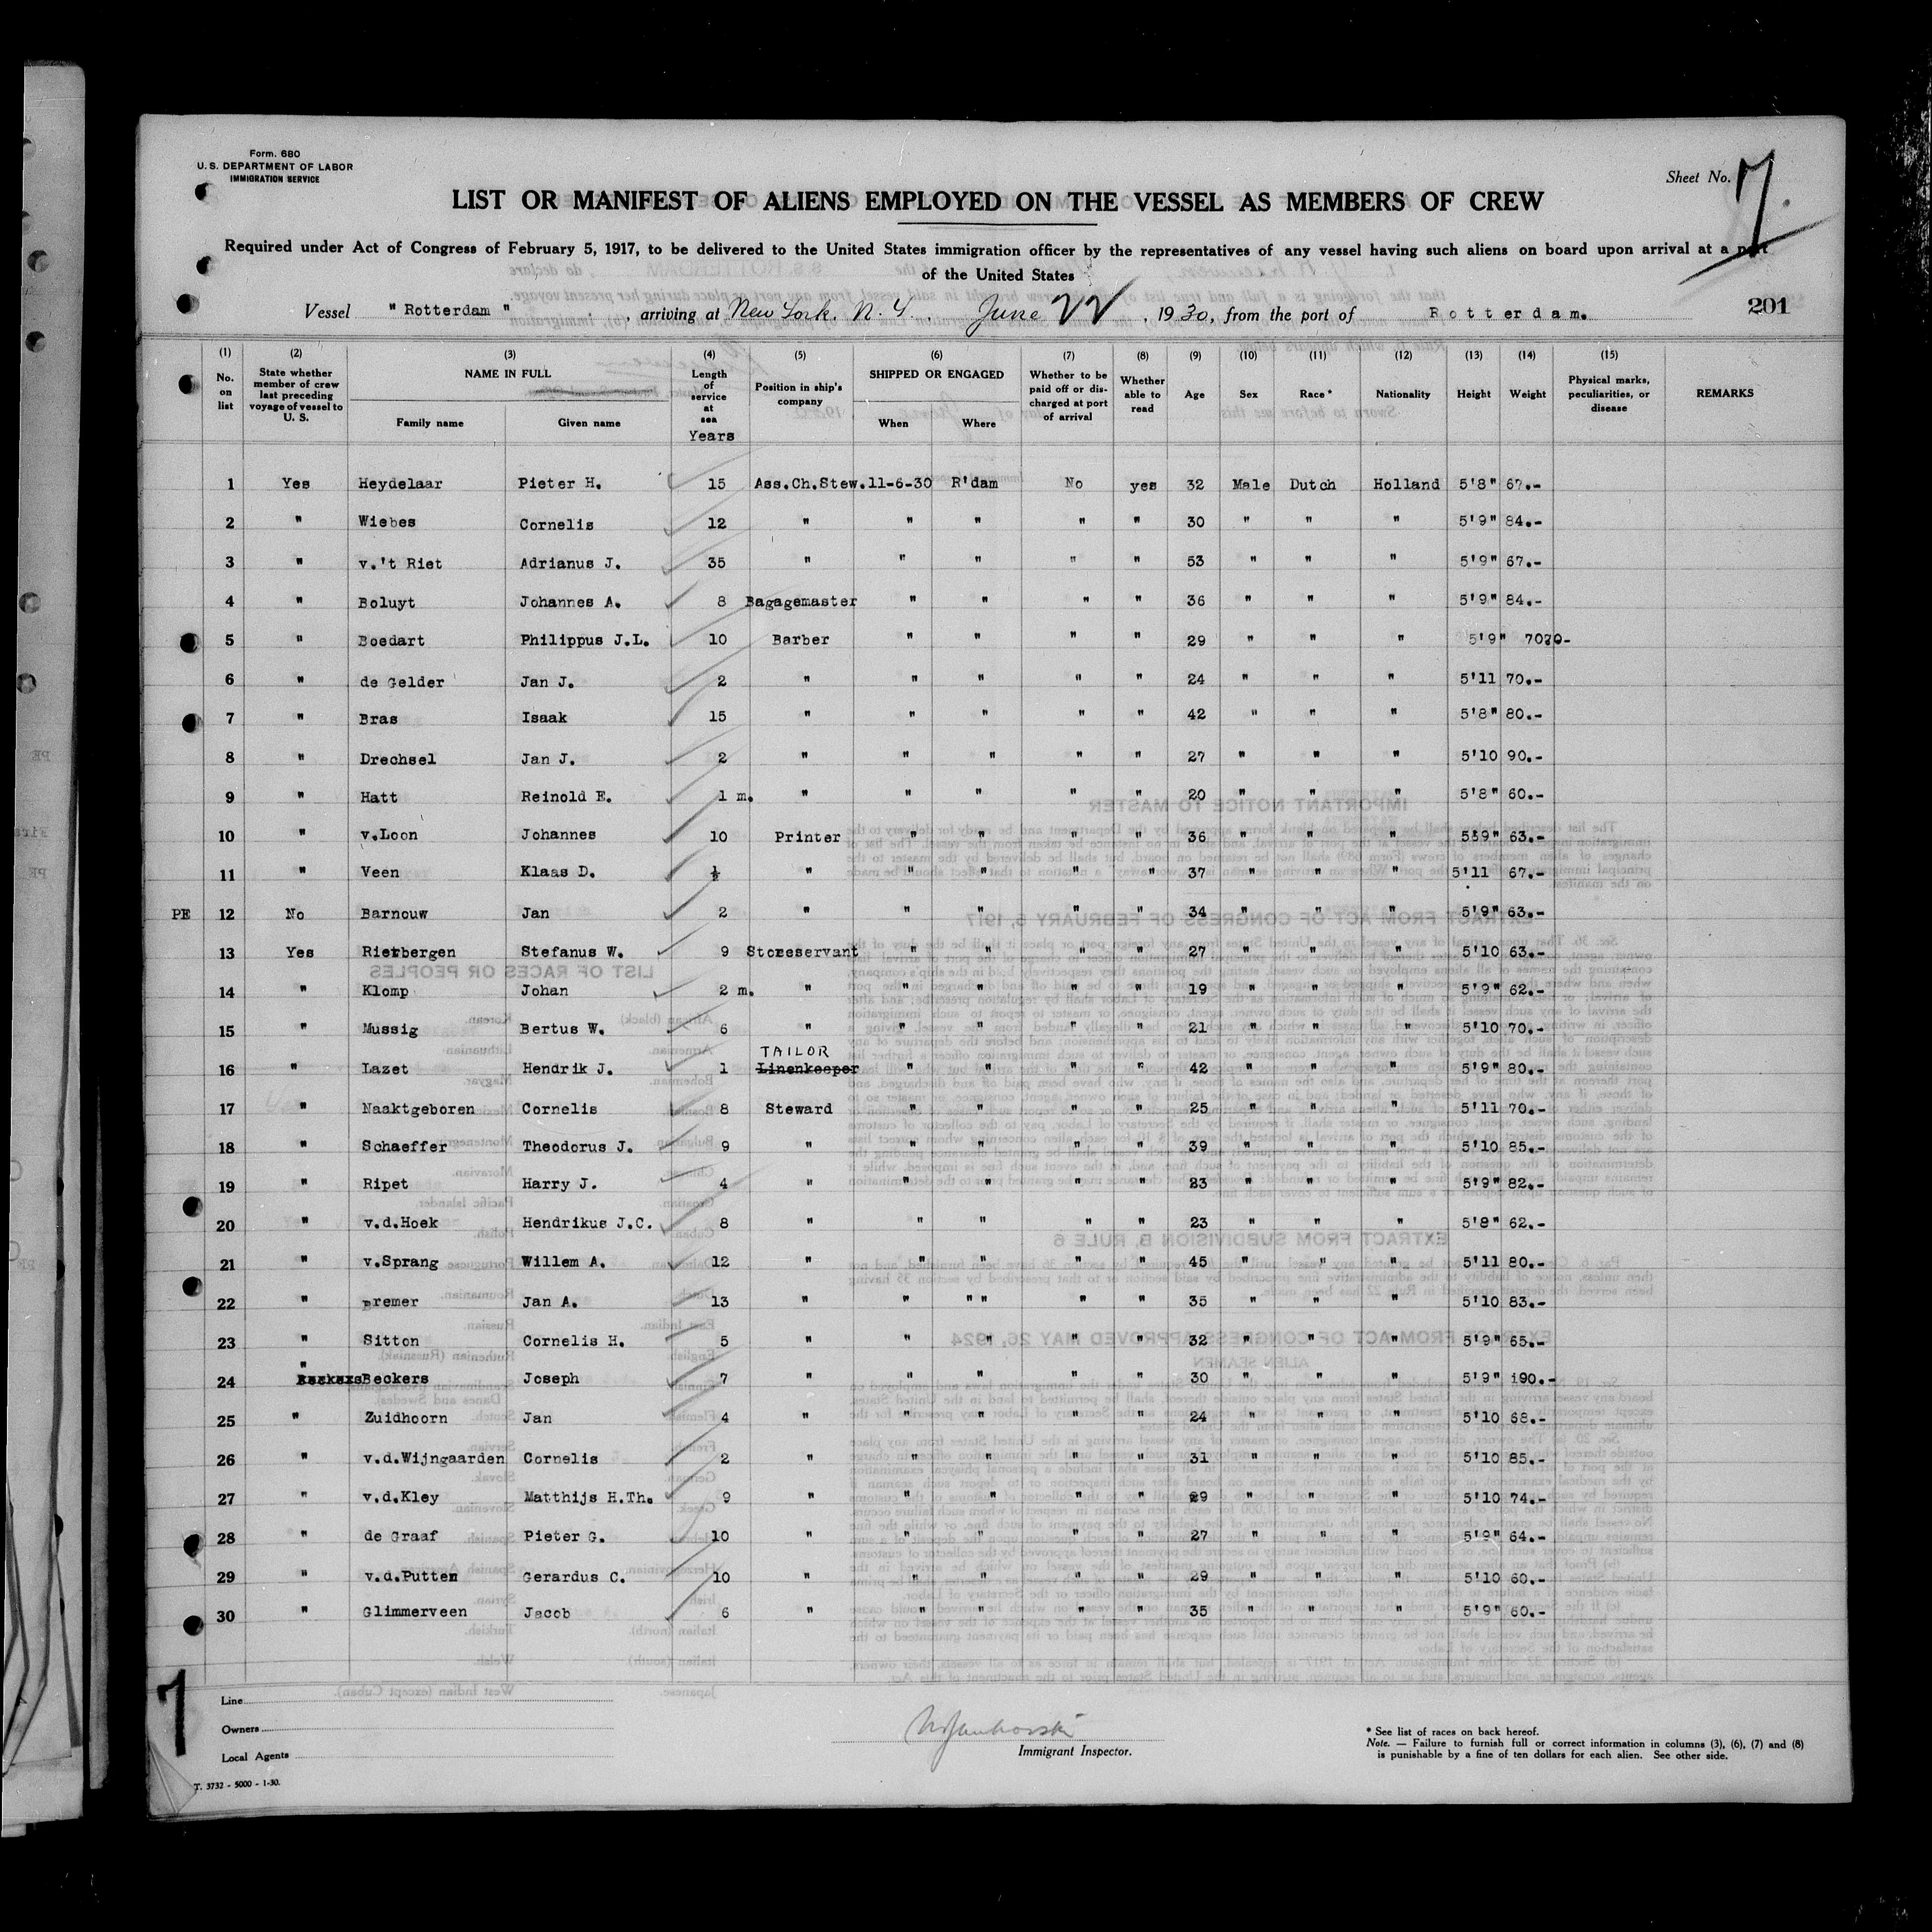 Form. 680
U. S. DEPARTMENT OF LABOR
IMMIGRATION SERVICE
Sheet No. 7.
LIST OR MANIFEST OF ALIENS EMPLOYED ON THE VESSEL AS MEMBERS OF CREW
Required under Act of Congress of February 5, 1917, to be delivered to the United States immigration officer by the representatives of any vessel having such aliens on board upon arrival at a port
of the United States
Vessel " Rotterdam " , arriving at New York. N. Y. June 22 , 1930, from the port of Rotterdam. 201
(1) (2) (3) (4) (5) (6) (7) (8) (9) (10) (11) (12) (13) (14) (15)
No. on list State whether member of crew last preceding voyage of vessel to U. S. NAME IN FULL Family name Given name Length of service at sea Years Position in ship's company SHIPPED OR ENGAGED When Where Whether to be paid off or discharged at port of arrival Whether able to read Age Sex Race * Nationality Height Weight Physical marks, peculiarities, or disease REMARKS
1 Yes Heydelaar Pieter H. 15 Ass.Ch.Stew. 11-6-30 R'dam No yes 32 Male Dutch Holland 5'8" 67.-
2 " Wiebes Cornelis 12 " " " " " 30 " " " 5'9" 84.-
3 " v.'t Riet Adrianus J. 35 " " " " " 53 " " " 5'9" 67.-
4 " Boluyt Johannes A. 8 Bagagemaster " " " " 36 " " " 5'9" 84.-
5 " Boedart Philippus J.L. 10 Barber " " " " 29 " " " 5'9" 7070-
6 " de Gelder Jan J. 2 " " " " " 24 " " " 5'11 70.-
7 " Bras Isaak 15 " " " " " 42 " " " 5'8" 80.-
8 " Drechsel Jan J. 2 " " " " " 27 " " " 5'10 90.-
9 " Hatt Reinold E. 1 m. " " " " " 20 " " " 5'8" 60.-
10 " v.Loon Johannes 10 Printer " " " " 36 " " " 5'9" 63.-
11 " Veen Klaas D. ½ " " " " " 37 " " " 5'11 67.-
PE 12 No Barnouw Jan 2 " " " " " 34 " " " 5'9" 63.-
13 Yes Rietbergen Stefanus W. 9 Storeservant " " " " 27 " " " 5'10 63.-
14 " Klomp Johan 2 m. " " " " " 19 " " " 5'9" 62.-
15 " Mussig Bertus W. 6 " " " " " 21 " " " 5'10 70.-
TAILOR
16 " Lazet Hendrik J. 1 Linenkeeper " " " " 42 " " " 5'9" 80.-
17 " Naaktgeboren Cornelis 8 Steward " " " " 25 " " " 5'11 70.-
18 " Schaeffer Theodorus J. 9 " " " " " 39 " " " 5'10 85.-
19 " Ripet Harry J. 4 " " " " " 23 " " " 5'9" 82.-
20 " v.d.Hoek Hendrikus J.C. 8 " " " " " 23 " " " 5'8" 62.-
21 " v.Sprang Willem A. 12 " " " " " 45 " " " 5'11 80.-
22 " Bremer Jan A. 13 " " " " " " 35 " " " 5'10 83.-
23 " Sitton Cornelis H. 5 " " " " " 32 " " " 5'9" 65.-
24 " Beckers Joseph 7 " " " " " 30 " " " 5'9" 190.-
25 " Zuidhoorn Jan 4 " " " " " 24 " " " 5'10 68.-
26 " v.d.Wijngaarden Cornelis 2 " " " " " 31 " " " 5'10 85.-
27 " v.d.Kley Matthijs H.Th. 9 " " " " " 29 " " " 5'10 74.-
28 " de Graaf Pieter G. 10 " " " " " 27 " " " 5'9" 64.-
29 " v.d.Putten Gerardus C. 10 " " " " " 29 " " " 5'10 60.-
30 " Glimmerveen Jacob 6 " " " " " 35 " " " 5'9" 60.-
7
Line
Owners
Local Agents
T. 3732 - 5000 - 1-30.
Immigrant Inspector.
* See list of races on back hereof.
Note. — Failure to furnish full or correct information in columns (3), (6), (7) and (8)
is punishable by a fine of ten dollars for each alien. See other side.